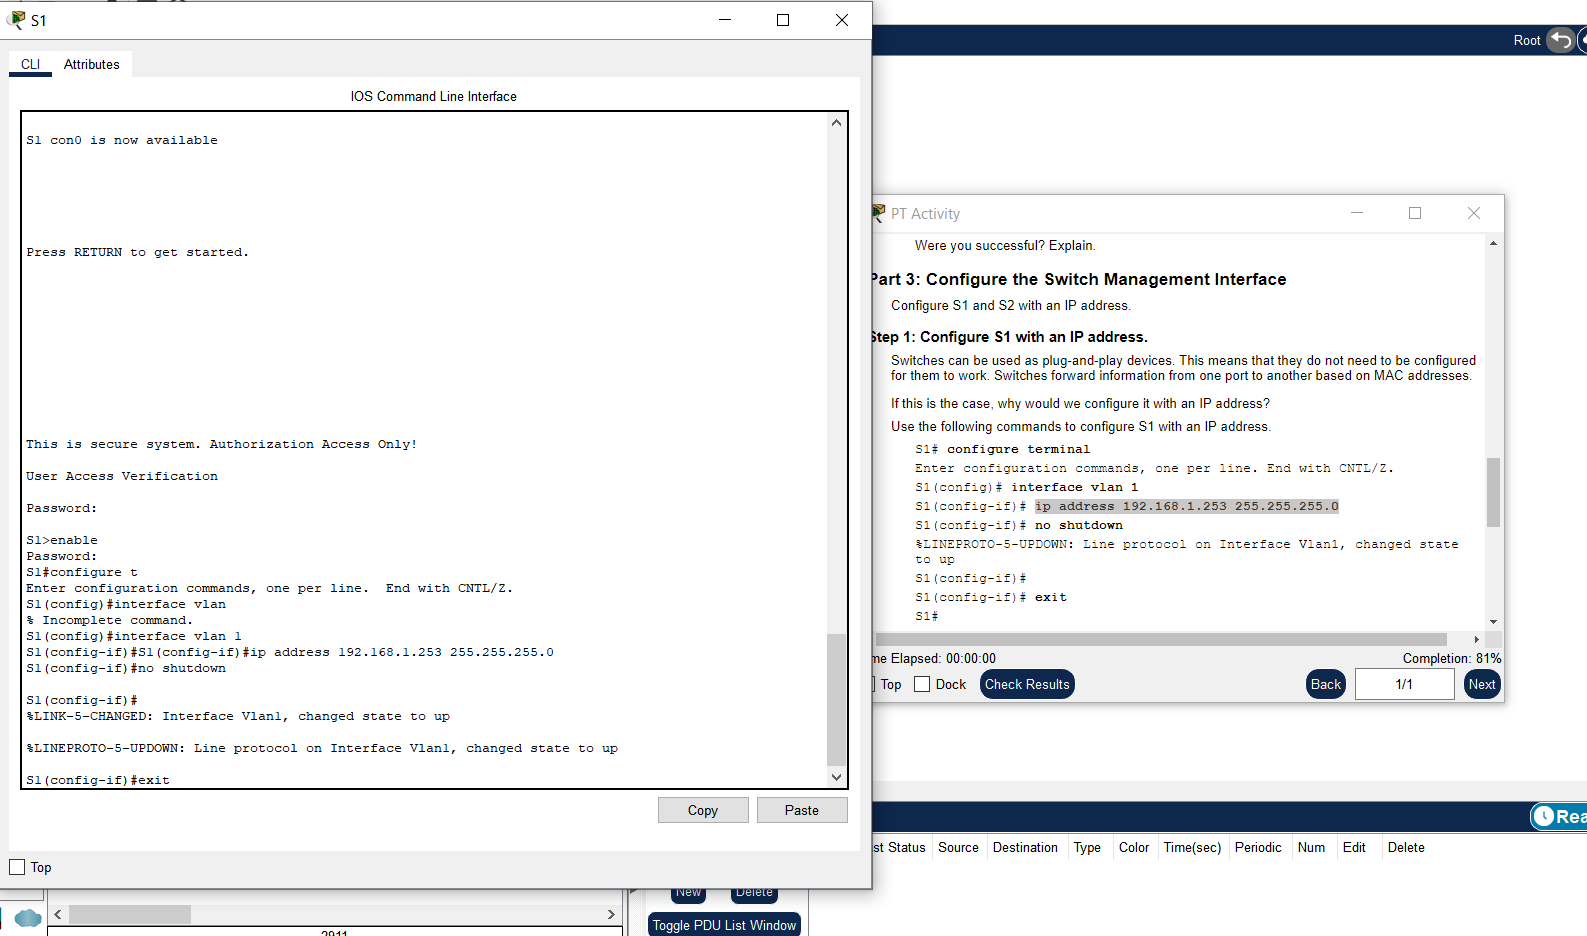 S1
CLI Attributes
IOS Command Line Interface
S1 con0 is now available
Press RETURN to get started.
This is secure system. Authorization Access Only!
User Access Verification
Password:
S1>enable
Password:
S1#configure t
Enter configuration commands, one per line.  End with CNTL/Z.
S1(config)#interface vlan
% Incomplete command.
S1(config)#interface vlan 1
S1(config-if)#S1(config-if)#ip address 192.168.1.253 255.255.255.0
S1(config-if)#no shutdown
S1(config-if)#
%LINK-5-CHANGED: Interface Vlan1, changed state to up
%LINEPROTO-5-UPDOWN: Line protocol on Interface Vlan1, changed state to up
S1(config-if)#exit
Copy Paste
Top
Root
PT Activity
Were you successful? Explain.
Part 3: Configure the Switch Management Interface
Configure S1 and S2 with an IP address.
Step 1: Configure S1 with an IP address.
Switches can be used as plug-and-play devices. This means that they do not need to be configured
for them to work. Switches forward information from one port to another based on MAC addresses.
If this is the case, why would we configure it with an IP address?
Use the following commands to configure S1 with an IP address.
S1# configure terminal
Enter configuration commands, one per line. End with CNTL/Z.
S1(config)# interface vlan 1
S1(config-if)# ip address 192.168.1.253 255.255.255.0
S1(config-if)# no shutdown
%LINEPROTO-5-UPDOWN: Line protocol on Interface Vlan1, changed state
to up
S1(config-if)#
S1(config-if)# exit
S1#
me Elapsed: 00:00:00 Completion: 81%
Top Dock Check Results Back 1/1 Next
Rea
st Status Source Destination Type Color Time(sec) Periodic Num Edit Delete
New Delete
Toggle PDU List Window
2911